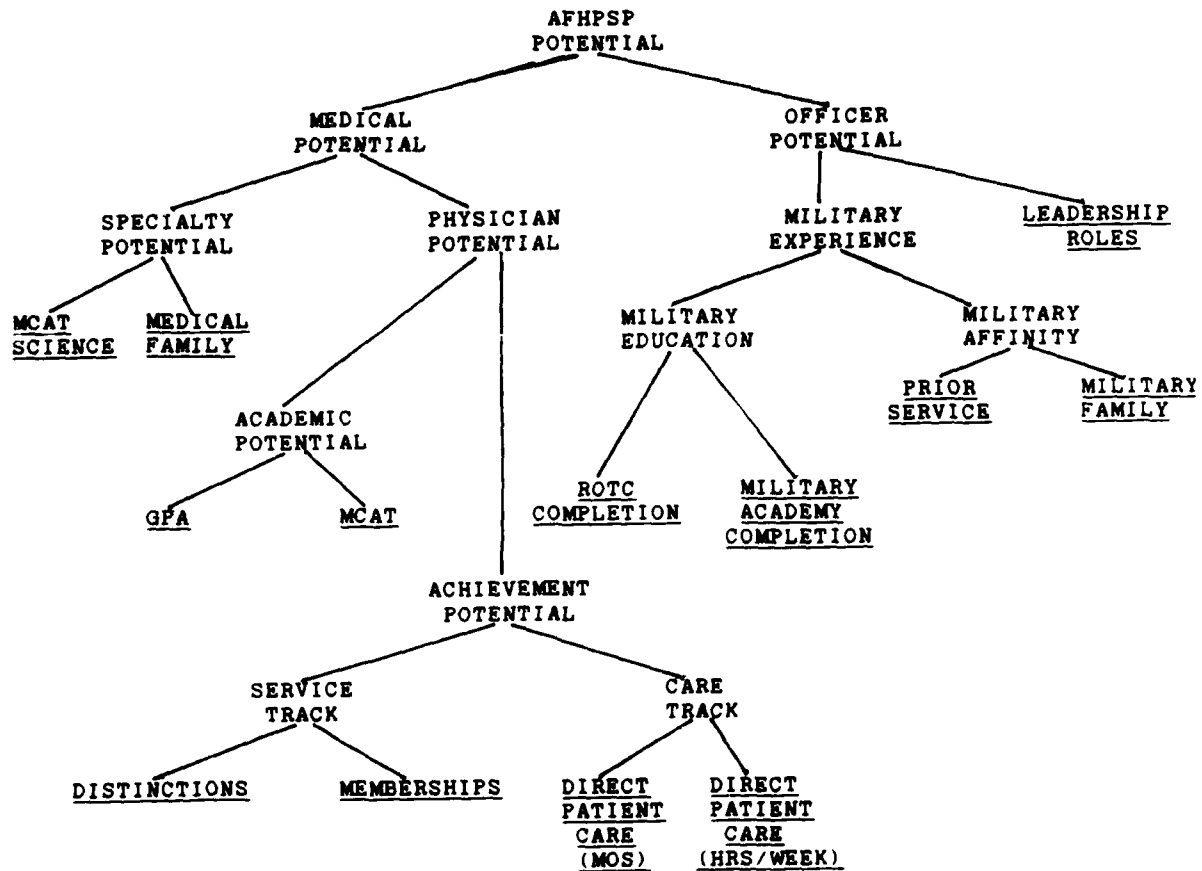 AFHPSP
POTENTIAL
MEDICAL
POTENTIAL
OFFICER
POTENTIAL
SPECIALTY
POTENTIAL
PHYSICIAN
POTENTIAL
MILITARY
EXPERIENCE
LEADERSHIP
ROLES
MCAT
SCIENCE
MEDICAL
FAMILY
MILITARY
EDUCATION
MILITARY
AFFINITY
PRIOR
SERVICE
MILITARY
FAMILY
ACADEMIC
POTENTIAL
GPA
MCAT
ROTC
COMPLETION
MILITARY
ACADEMY
COMPLETION
ACHIEVEMENT
POTENTIAL
SERVICE
TRACK
CARE
TRACK
DISTINCTIONS
MEMBERSHIPS
DIRECT
PATIENT
CARE
(MOS)
DIRECT
PATIENT
CARE
(HRS/WEEK)